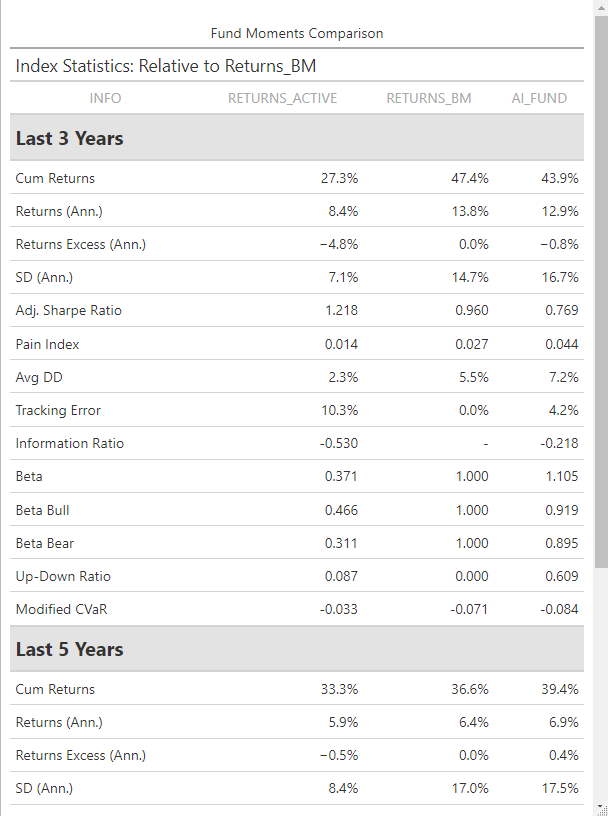 Fund Moments Comparison
Index Statistics: Relative to Returns_BM
INFO RETURNS_ACTIVE RETURNS_BM AI_FUND
Last 3 Years
Cum Returns 27.3% 47.4% 43.9%
Returns (Ann.) 8.4% 13.8% 12.9%
Returns Excess (Ann.) −4.8% 0.0% −0.8%
SD (Ann.) 7.1% 14.7% 16.7%
Adj. Sharpe Ratio 1.218 0.960 0.769
Pain Index 0.014 0.027 0.044
Avg DD 2.3% 5.5% 7.2%
Tracking Error 10.3% 0.0% 4.2%
Information Ratio -0.530 - -0.218
Beta 0.371 1.000 1.105
Beta Bull 0.466 1.000 0.919
Beta Bear 0.311 1.000 0.895
Up-Down Ratio 0.087 0.000 0.609
Modified CVaR -0.033 -0.071 -0.084
Last 5 Years
Cum Returns 33.3% 36.6% 39.4%
Returns (Ann.) 5.9% 6.4% 6.9%
Returns Excess (Ann.) −0.5% 0.0% 0.4%
SD (Ann.) 8.4% 17.0% 17.5%